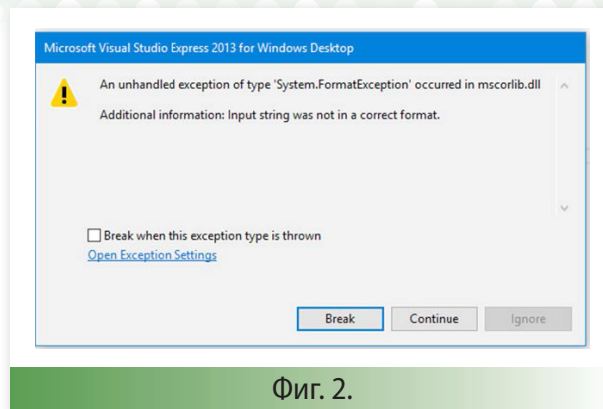 Microsoft Visual Studio Express 2013 for Windows Desktop
An unhandled exception of type 'System.FormatException' occurred in mscorlib.dll
Additional information: Input string was not in a correct format.
Break when this exception type is thrown
Open Exception Settings
Break Continue Ignore
Фиг. 2.